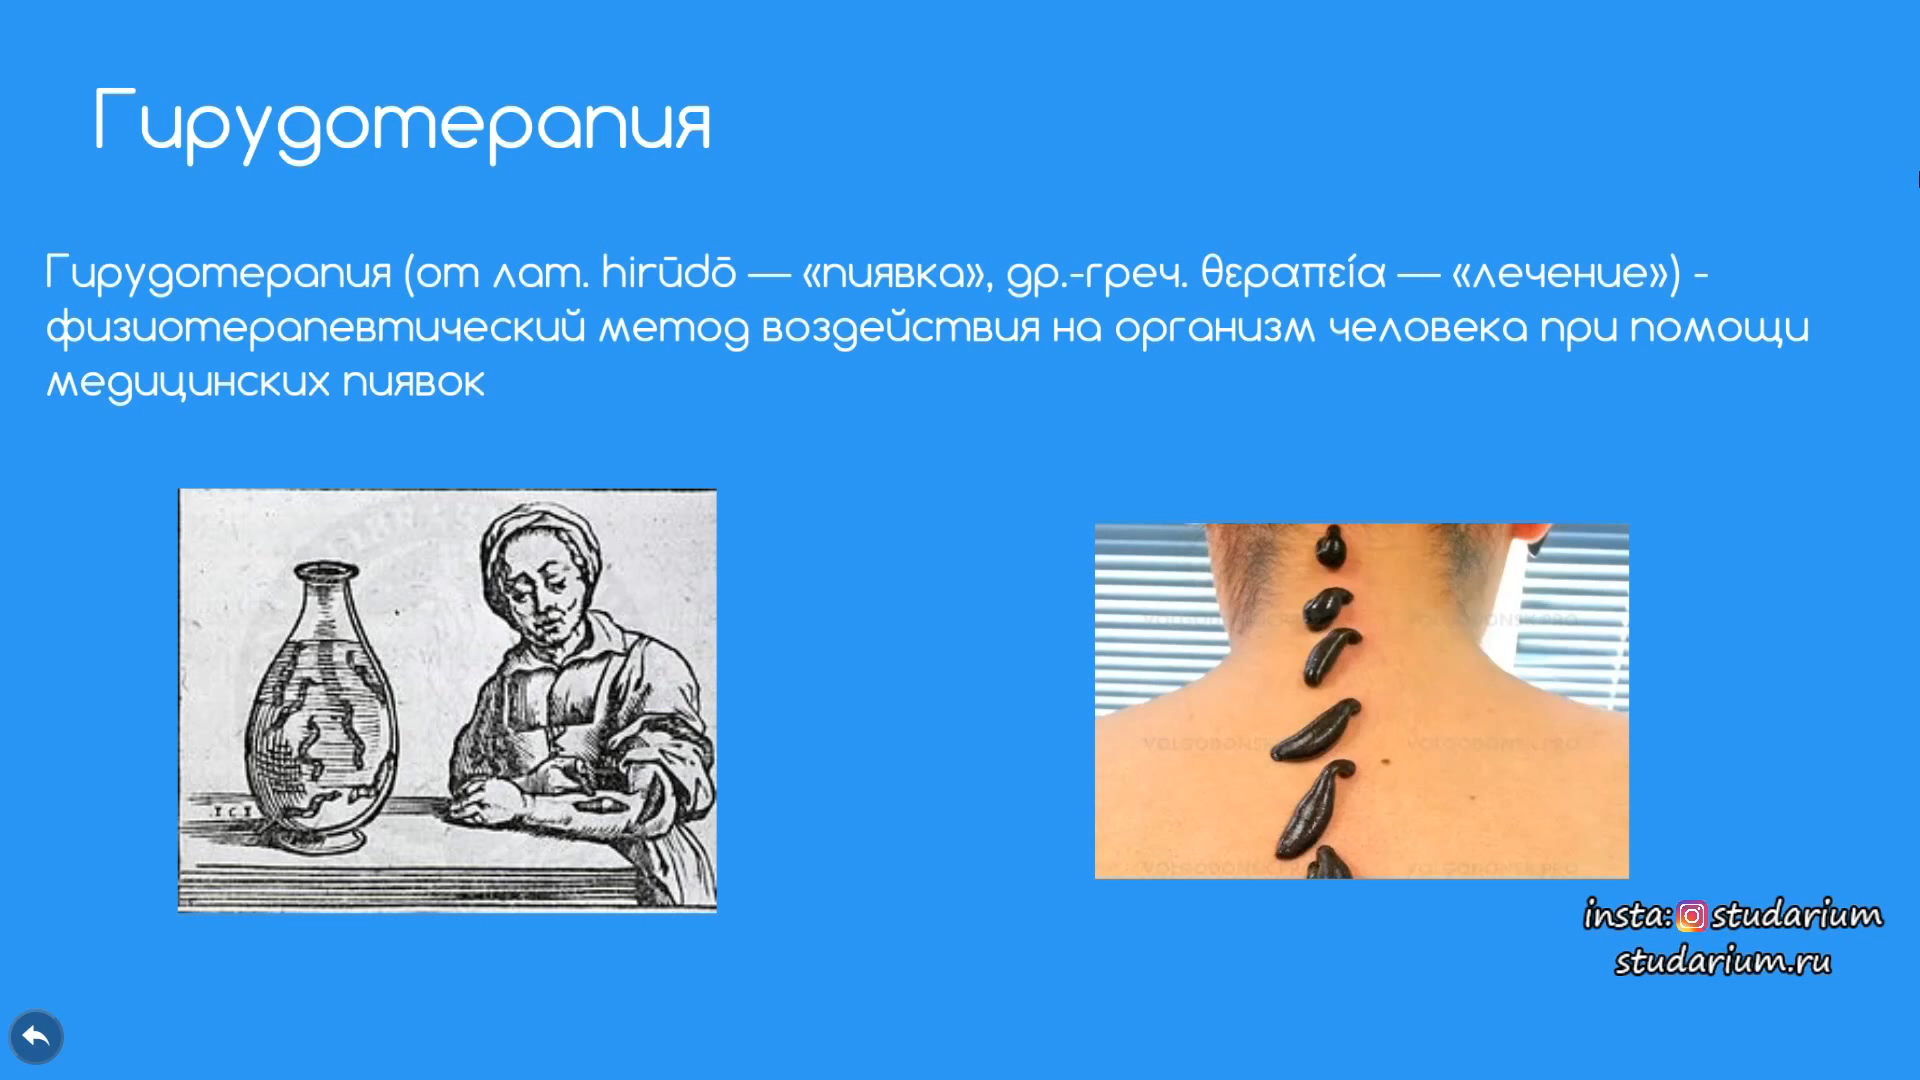 Гирудотерапия
Гирудотерапия (от лат. hirūdō — «пиявка», др.-греч. θεραπεία — «лечение») -
физиотерапевтический метод воздействия на организм человека при помощи
медицинских пиявок
insta: studarium
studarium.ru